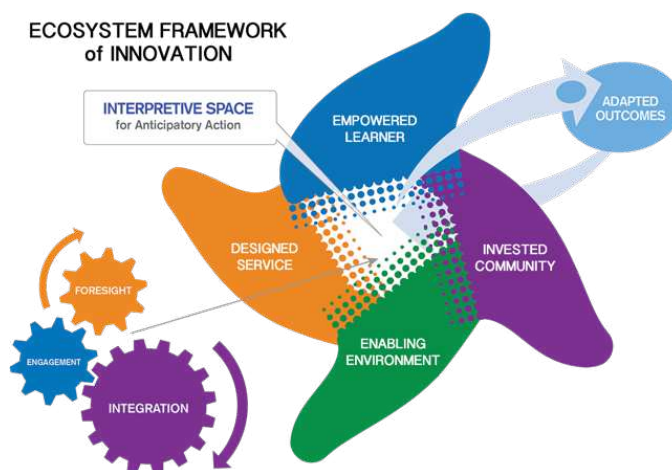 ECOSYSTEM FRAMEWORK
of INNOVATION
INTERPRETIVE SPACE
for Anticipatory Action
EMPOWERED
LEARNER
ADAPTED
OUTCOMES
DESIGNED
SERVICE
INVESTED
COMMUNITY
FORESIGHT
ENGAGEMENT
ENABLING
ENVIRONMENT
INTEGRATION